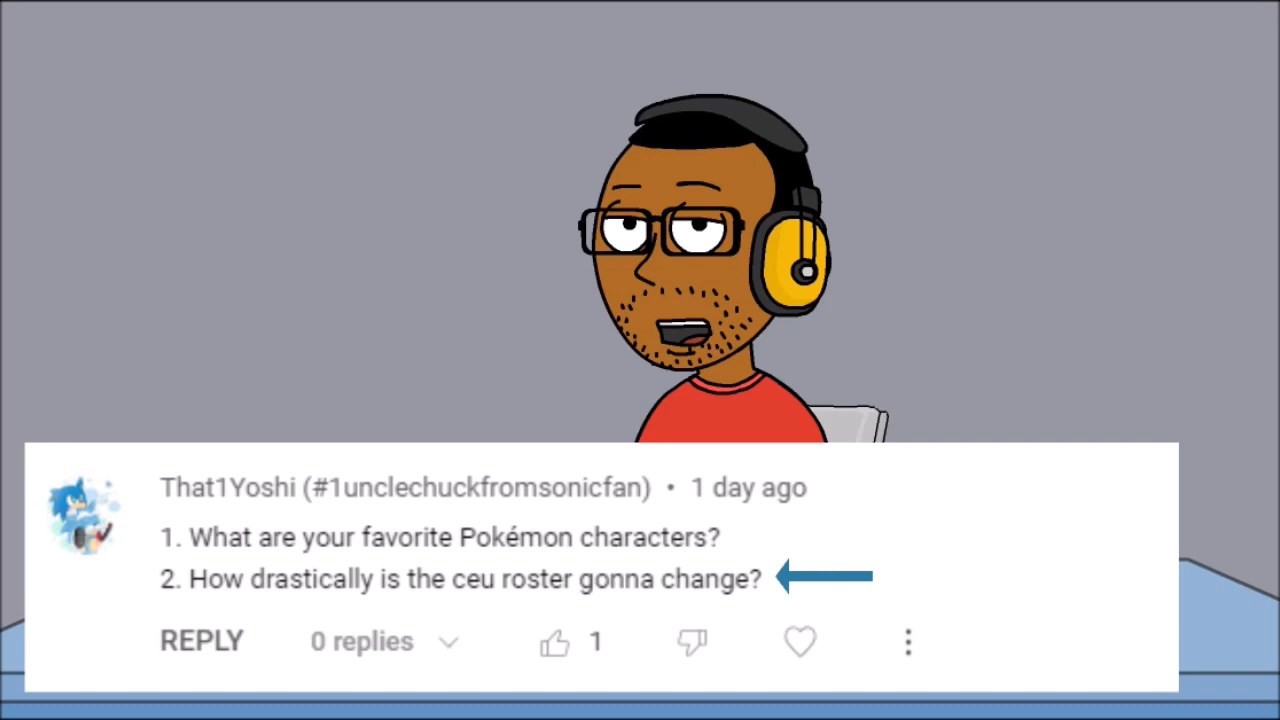 That1Yoshi (#1unclechuckfromsonicfan) • 1 day ago
1. What are your favorite Pokémon characters?
2. How drastically is the ceu roster gonna change?
REPLY 0 replies 1